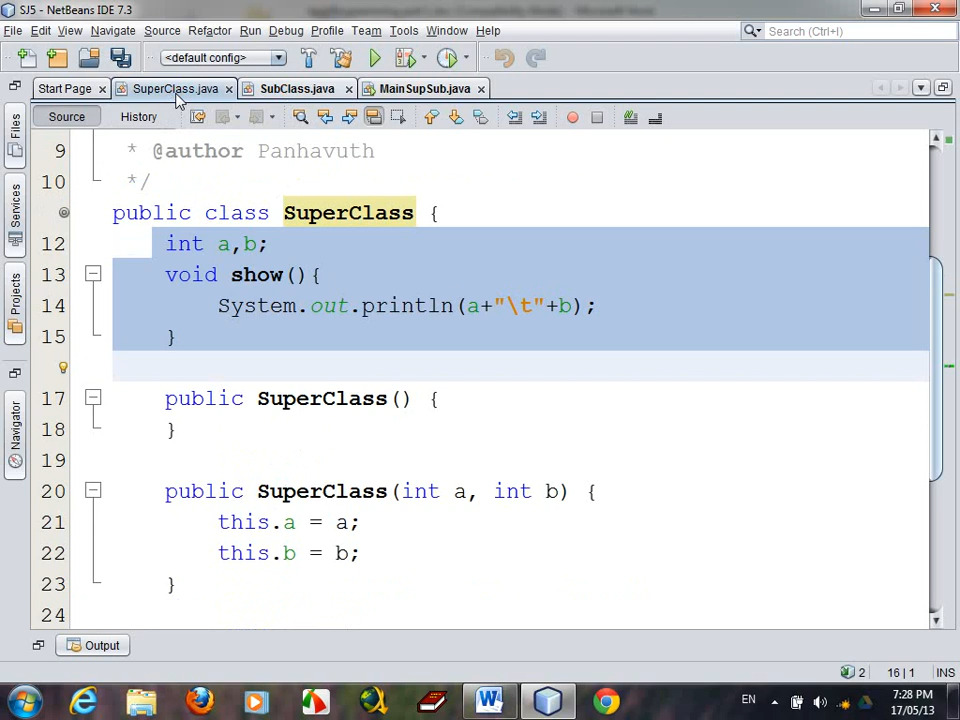 SJ5 - NetBeans IDE 7.3
File Edit View Navigate Source Refactor Run Debug Profile Team Tools Window Help
Search (Ctrl+I)
<default config>
Start Page SuperClass.java SubClass.java MainSupSub.java
Source History
Files
Services
Projects
Navigator
9 * @author Panhavuth
10 */
public class SuperClass {
12 int a,b;
13 void show(){
14 System.out.println(a+"\t"+b);
15 }
17 public SuperClass() {
18 }
19
20 public SuperClass(int a, int b) {
21 this.a = a;
22 this.b = b;
23 }
24
Output
2 16|1 INS
EN 7:28 PM
17/05/13